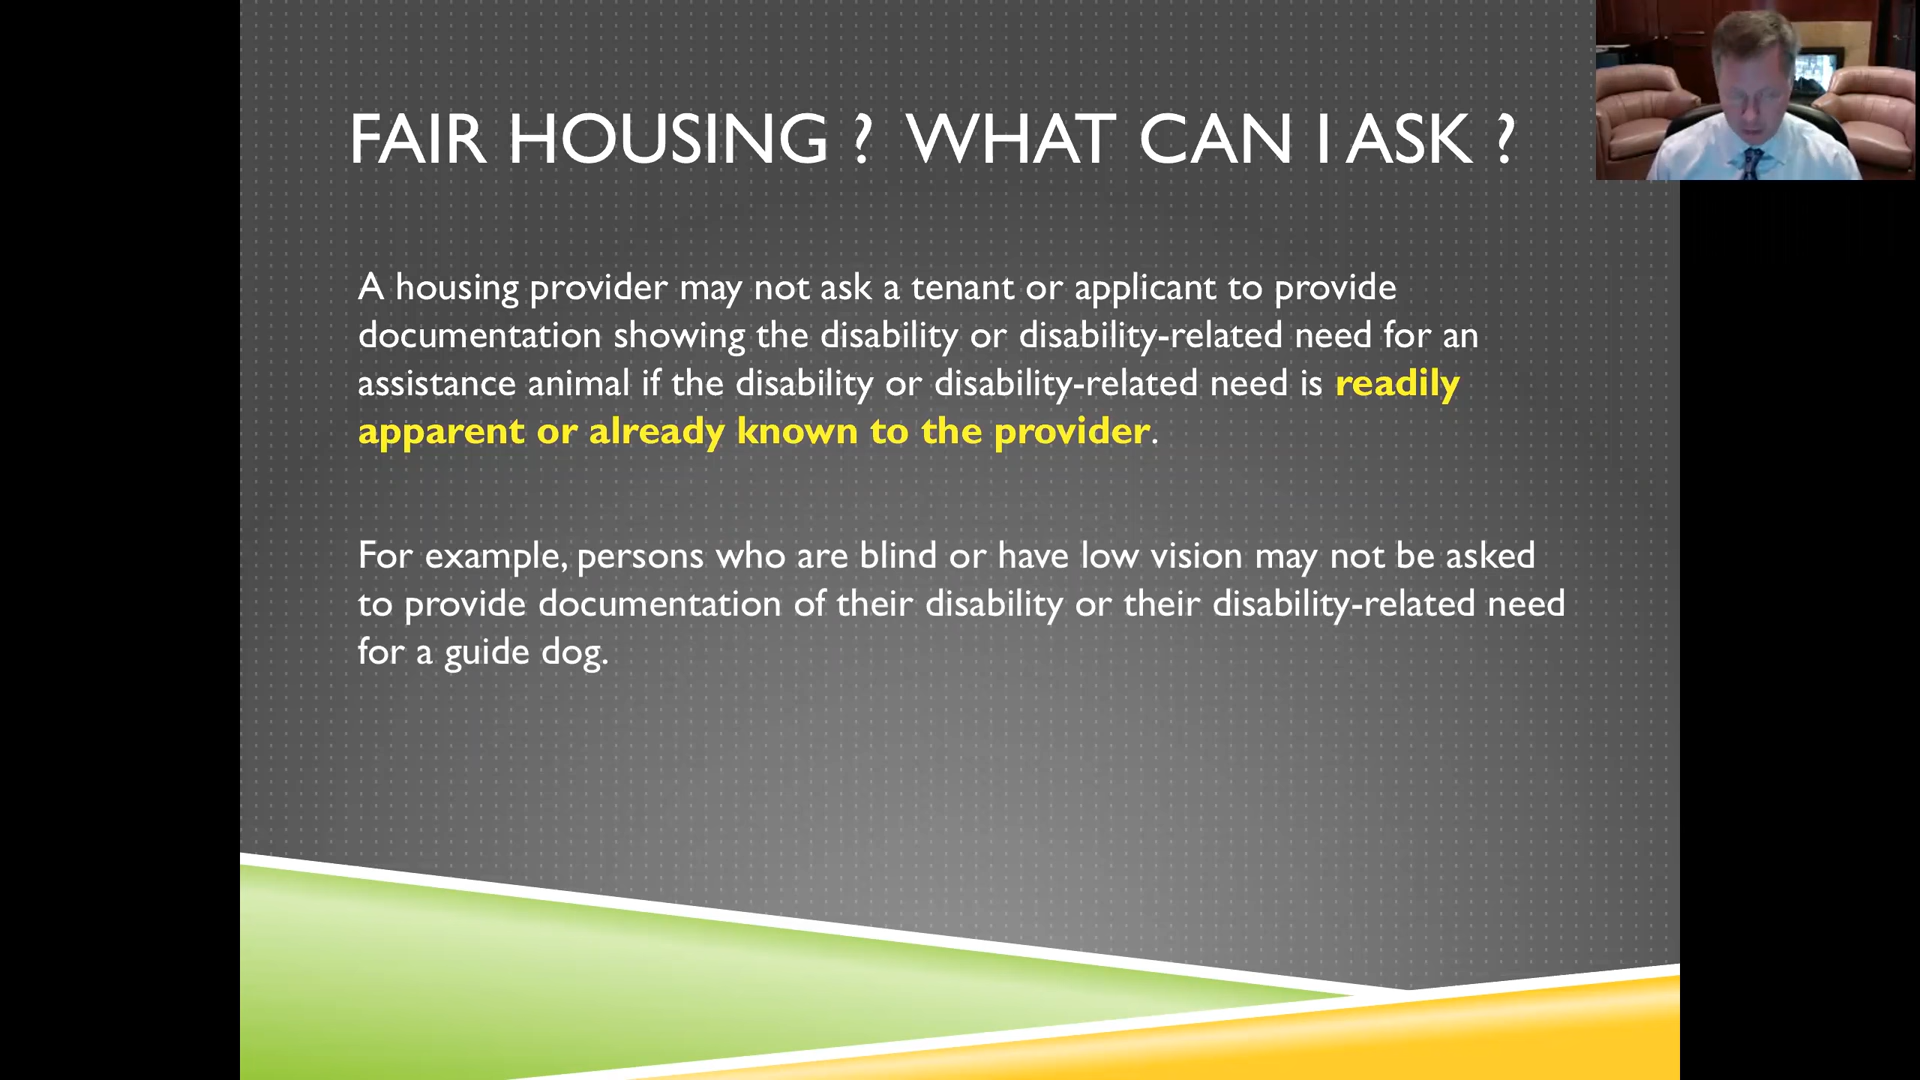 FAIR HOUSING ? WHAT CAN I ASK ?
A housing provider may not ask a tenant or applicant to provide
documentation showing the disability or disability-related need for an
assistance animal if the disability or disability-related need is readily
apparent or already known to the provider.
For example, persons who are blind or have low vision may not be asked
to provide documentation of their disability or their disability-related need
for a guide dog.